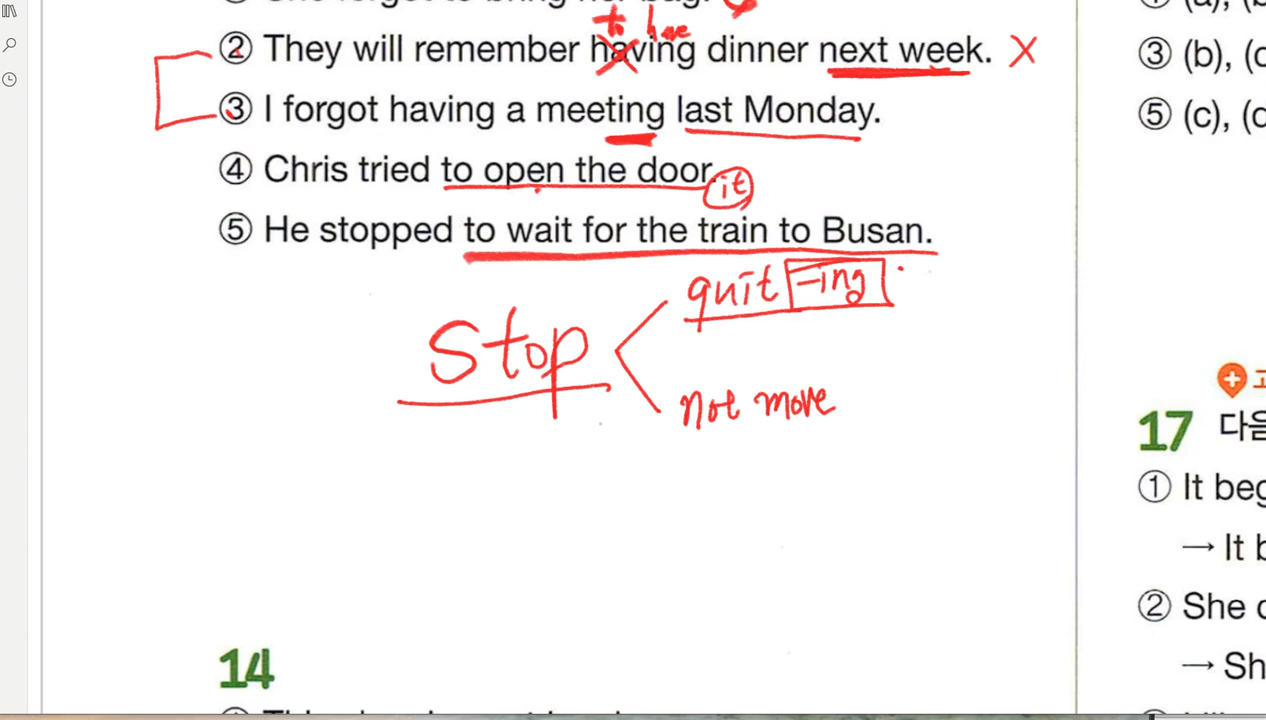 to have
② They will remember having dinner next week. X
③ I forgot having a meeting last Monday.
④ Chris tried to open the door.
it
⑤ He stopped to wait for the train to Busan.
Stop
quit -ing
not move
14
③ (b), (c
⑤ (c), (d
17 다음
① It beg
→ It b
② She c
→ Sh